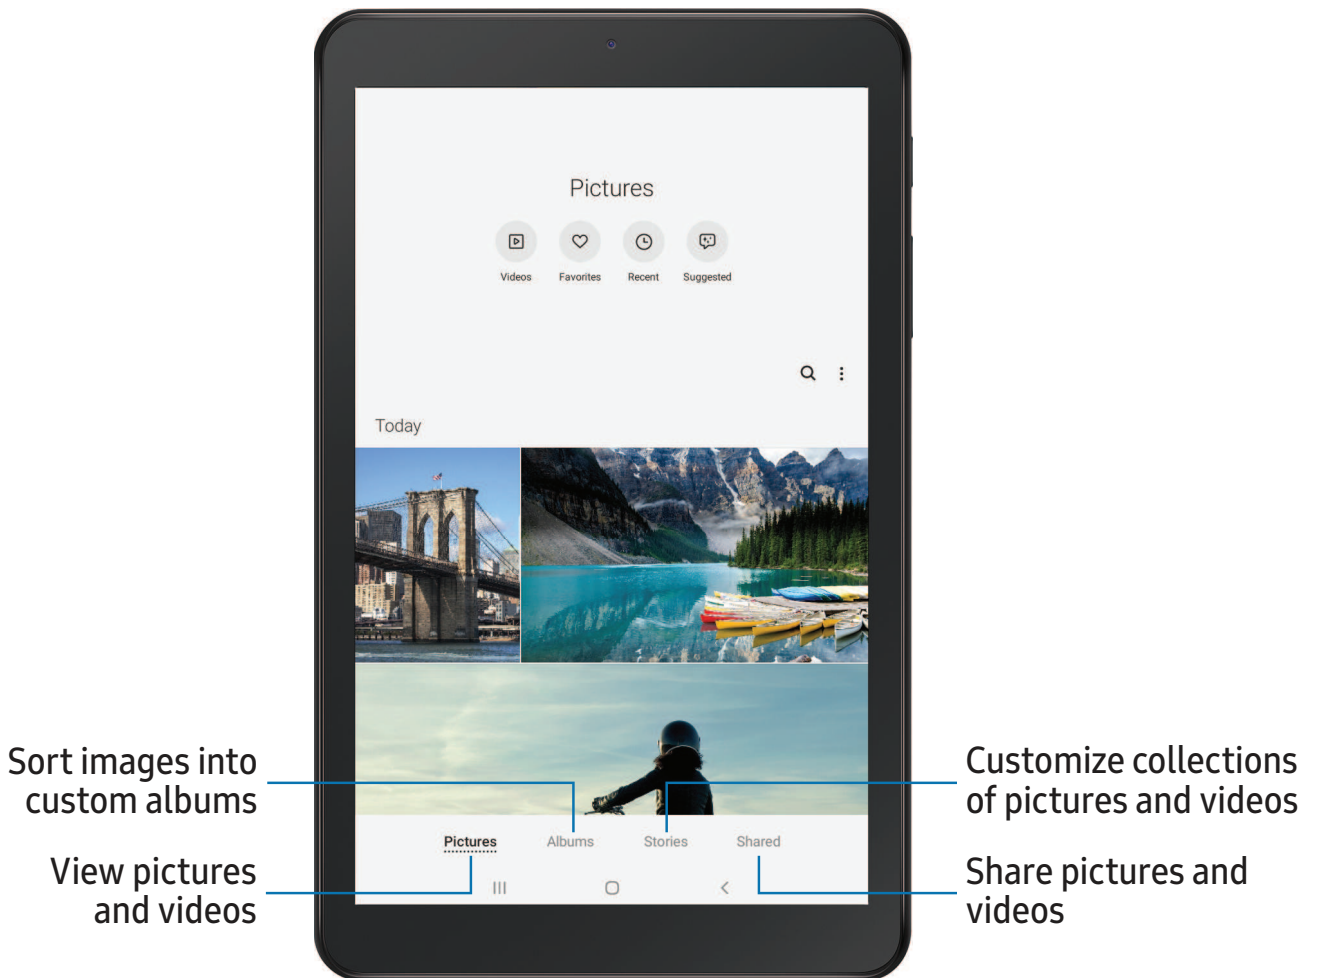 Pictures
Videos Favorites Recent Suggested
Today
Sort images into
custom albums
Customize collections
of pictures and videos
Pictures Albums Stories Shared
View pictures
and videos
Share pictures and
videos